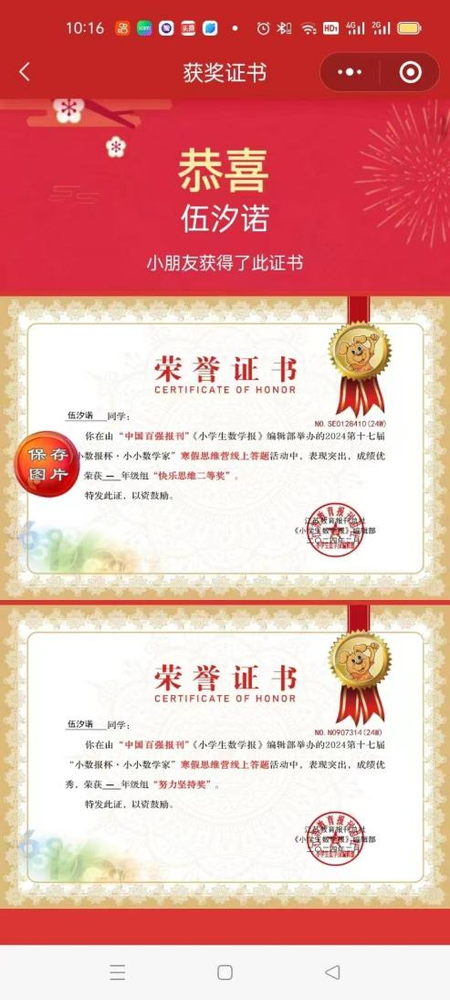 10:16
HD1 4G 2G
获奖证书
恭喜
伍汐诺
小朋友获得了此证书
荣誉证书
CERTIFICATE OF HONOR
NO.SE0128410(24W)
伍汐诺 同学:
你在由“中国百强报刊”《小学生数学报》编辑部举办的2024第十七届
小数报杯·小小数学家”寒假思维营线上答题活动中，表现突出，成绩优
荣获一年级组“快乐思维二等奖”。
特发此证，以资鼓励。
保存
图片
江苏教育报刊总社
《小学生数学报》编辑部
二〇二四年二月
荣誉证书
CERTIFICATE OF HONOR
NO.NO907314(24W)
伍汐诺 同学:
你在由“中国百强报刊”《小学生数学报》编辑部举办的2024第十七届
“小数报杯·小小数学家”寒假思维营线上答题活动中，表现突出，成绩优
秀，荣获一年级组“努力坚持奖”。
特发此证，以资鼓励。
江苏教育报刊总社
《小学生数学报》编辑部
二〇二四年二月